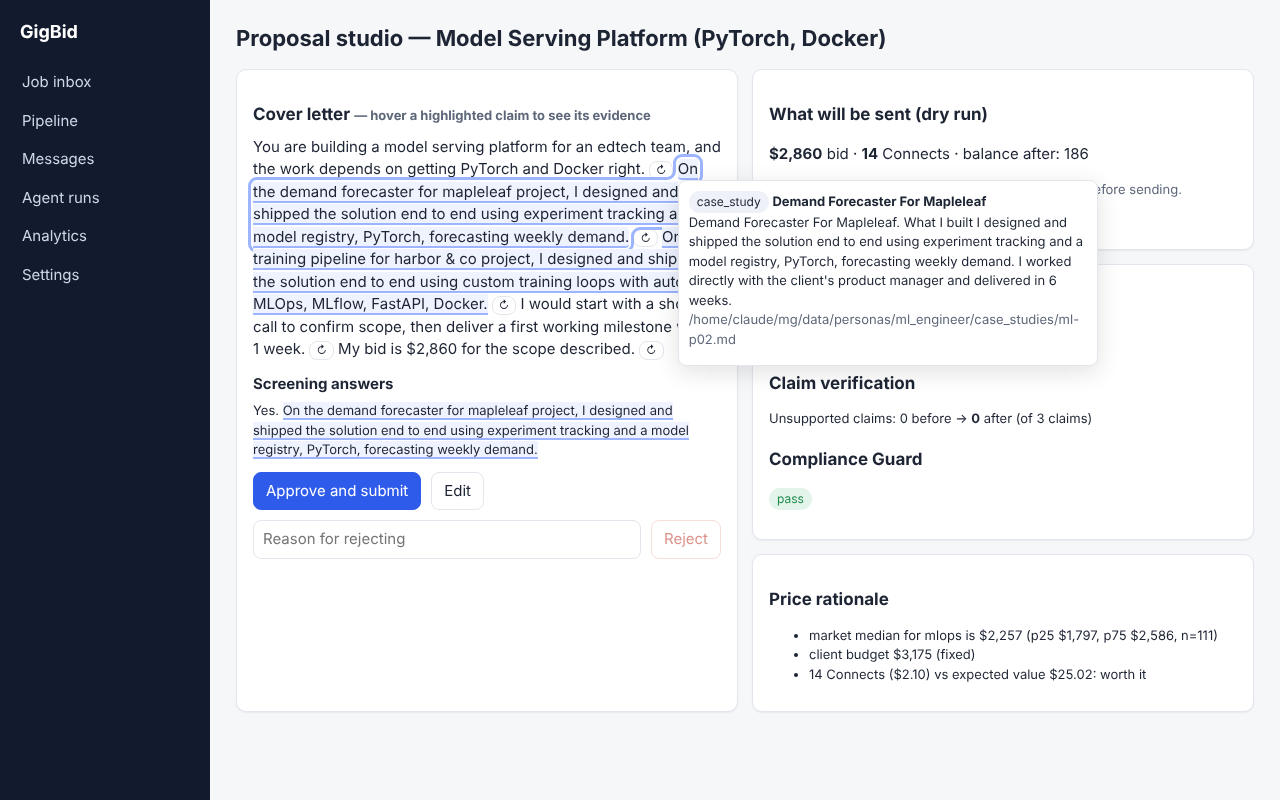 GigBid
Job inbox
Pipeline
Messages
Agent runs
Analytics
Settings
Proposal studio — Model Serving Platform (PyTorch, Docker)
Cover letter — hover a highlighted claim to see its evidence
You are building a model serving platform for an edtech team, and
the work depends on getting PyTorch and Docker right. ↻ On
the demand forecaster for mapleleaf project, I designed and
shipped the solution end to end using experiment tracking a
model registry, PyTorch, forecasting weekly demand. ↻
training pipeline for harbor & co project, I designed and
the solution end to end using custom training loops with
MLOps, MLflow, FastAPI, Docker. ↻ I would start with a
call to confirm scope, then deliver a first working milestone
1 week. ↻ My bid is $2,860 for the scope described. ↻
Screening answers
Yes. On the demand forecaster for mapleleaf project, I designed and
shipped the solution end to end using experiment tracking and a model
registry, PyTorch, forecasting weekly demand.
Approve and submit
Edit
Reason for rejecting
Reject
What will be sent (dry run)
$2,860 bid · 14 Connects · balance after: 186
before sending.
case_study Demand Forecaster For Mapleleaf
Demand Forecaster For Mapleleaf. What I built I designed and
shipped the solution end to end using experiment tracking and a
model registry, PyTorch, forecasting weekly demand. I worked
directly with the client's product manager and delivered in 6
weeks.
/home/claude/mg/data/personas/ml_engineer/case_studies/ml-
p02.md
Claim verification
Unsupported claims: 0 before → 0 after (of 3 claims)
Compliance Guard
pass
Price rationale
• market median for mlops is $2,257 (p25 $1,797, p75 $2,586, n=111)
• client budget $3,175 (fixed)
• 14 Connects ($2.10) vs expected value $25.02: worth it